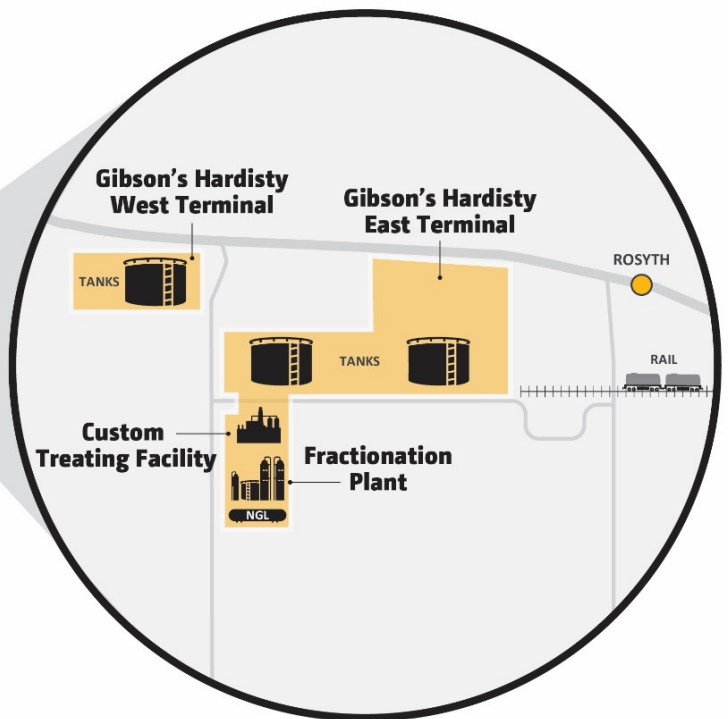 Gibson's Hardisty
West Terminal
Gibson's Hardisty
East Terminal
ROSYTH
TANKS
TANKS
RAIL
Custom
Treating Facility
Fractionation
Plant
NGL